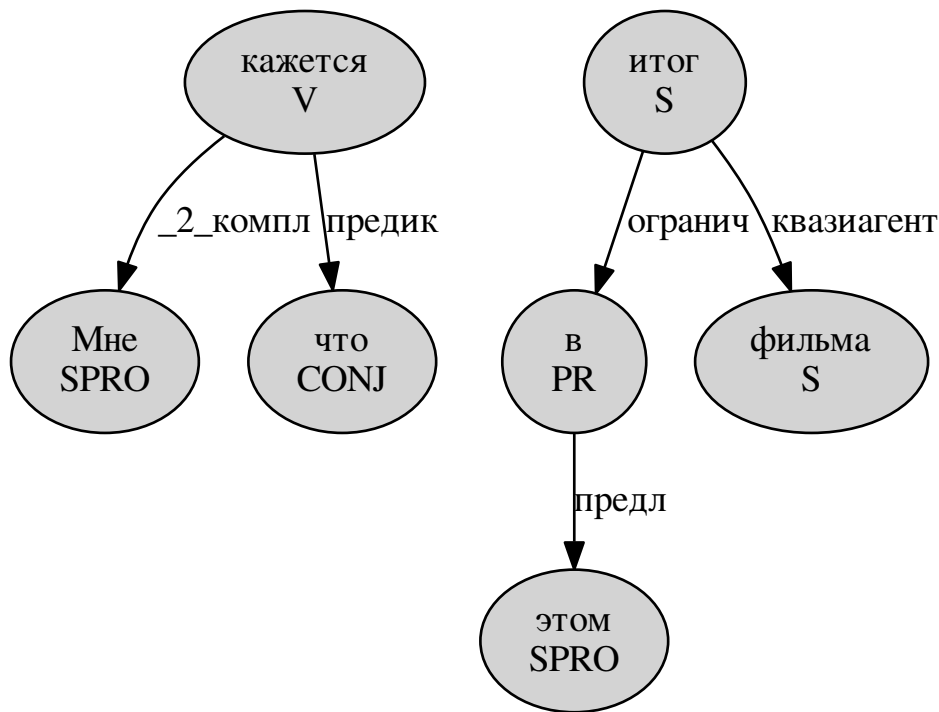 кажется
V
итог
S
_2_компл
предик
огранич
квазиагент
Мне
SPRO
что
CONJ
в
PR
фильма
S
предл
этом
SPRO